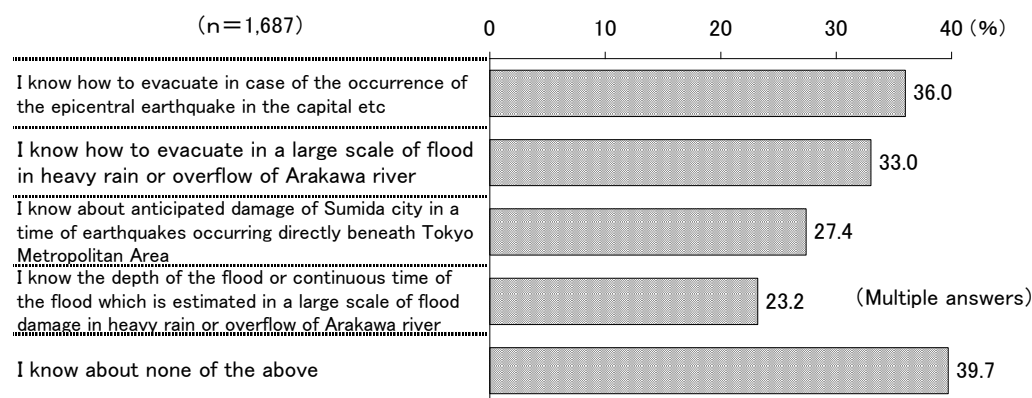 (n＝1,687)
0 10 20 30 40 (%)
I know how to evacuate in case of the occurrence of
the epicentral earthquake in the capital etc
36.0
I know how to evacuate in a large scale of flood
in heavy rain or overflow of Arakawa river
33.0
I know about anticipated damage of Sumida city in a
time of earthquakes occurring directly beneath Tokyo
Metropolitan Area
27.4
I know the depth of the flood or continuous time of
the flood which is estimated in a large scale of flood
damage in heavy rain or overflow of Arakawa river
23.2
(Multiple answers)
I know about none of the above
39.7